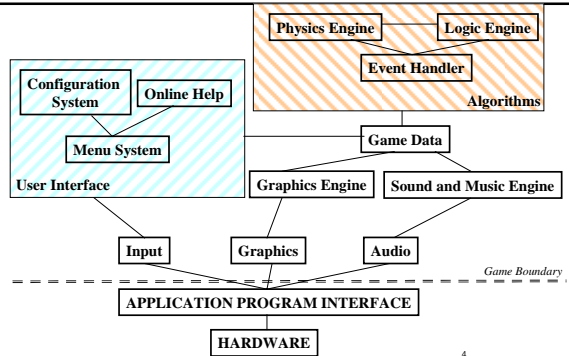 Physics Engine
Logic Engine
Event Handler
Algorithms
Configuration
System
Online Help
Menu System
User Interface
Game Data
Graphics Engine
Sound and Music Engine
Input
Graphics
Audio
Game Boundary
APPLICATION PROGRAM INTERFACE
HARDWARE
4